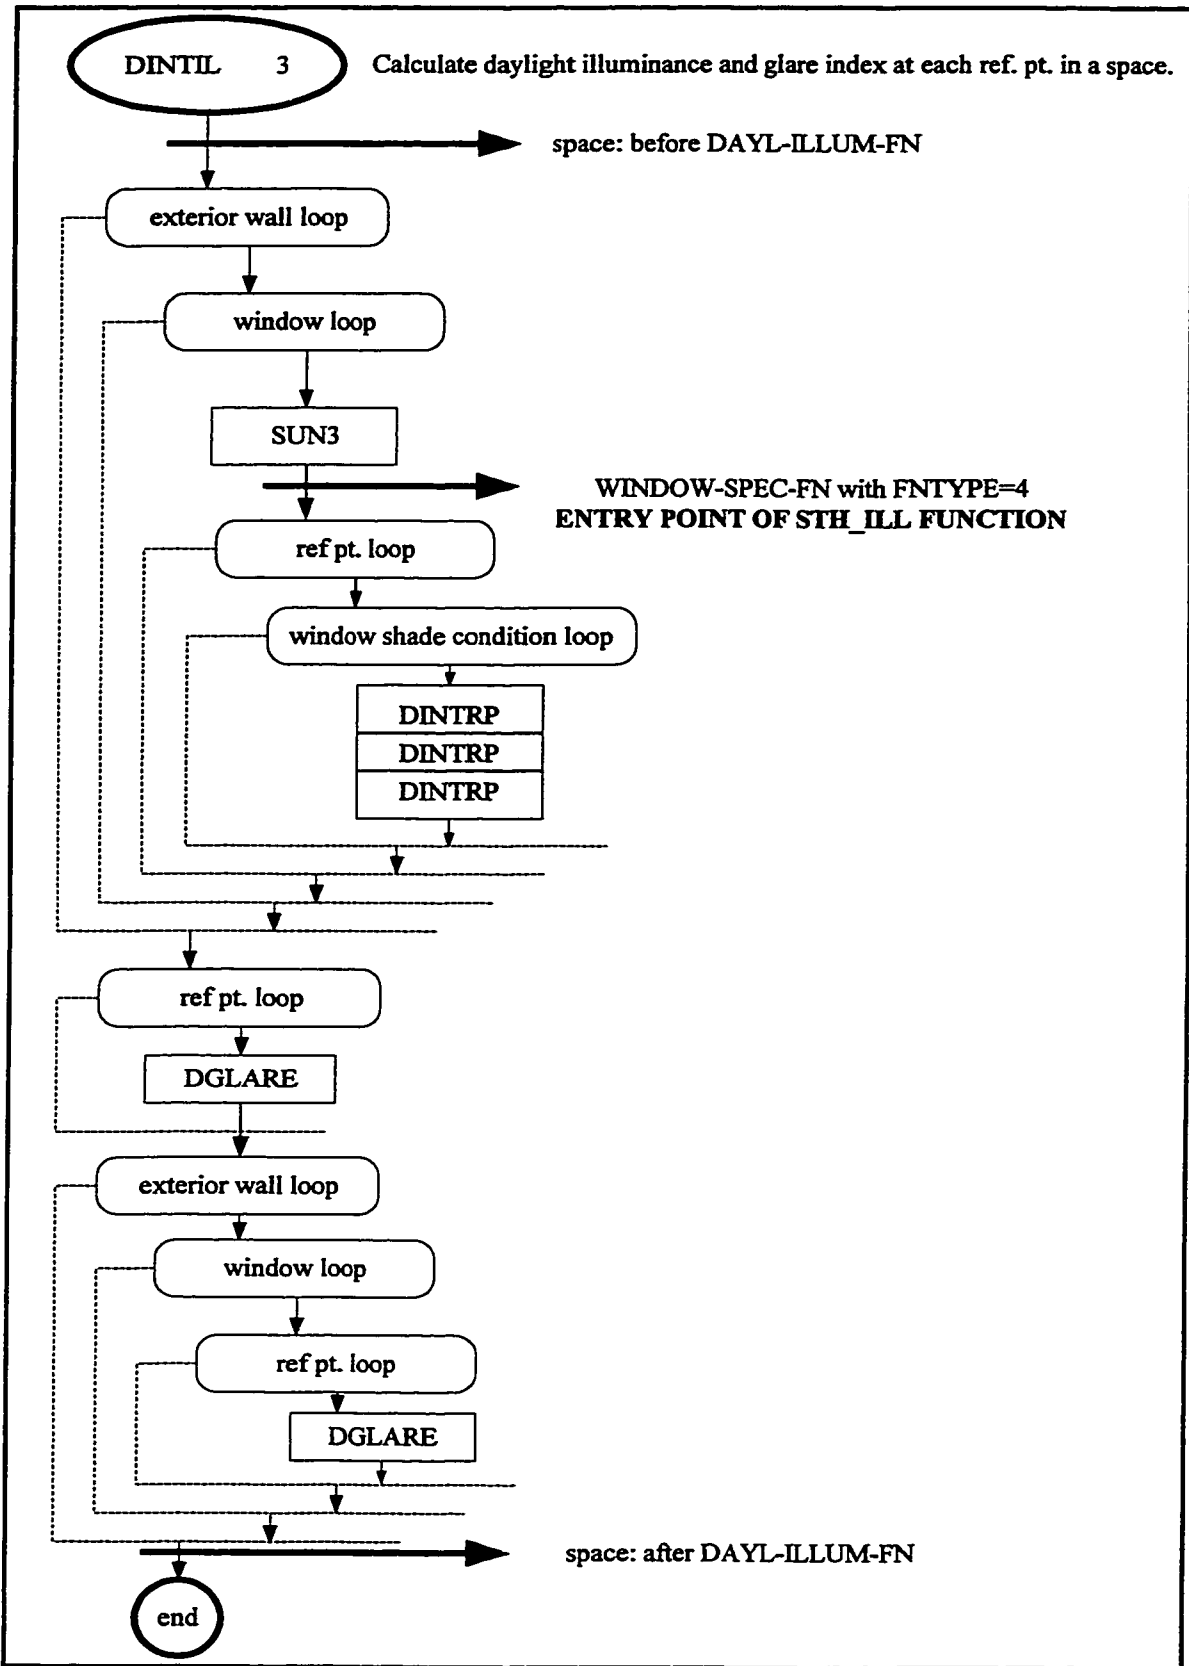 DINTIL 3
Calculate daylight illuminance and glare index at each ref. pt. in a space.
space: before DAYL-ILLUM-FN
exterior wall loop
window loop
SUN3
WINDOW-SPEC-FN with FNTYPE=4
ENTRY POINT OF STH_ILL FUNCTION
ref pt. loop
window shade condition loop
DINTRP
DINTRP
DINTRP
ref pt. loop
DGLARE
exterior wall loop
window loop
ref pt. loop
DGLARE
space: after DAYL-ILLUM-FN
end